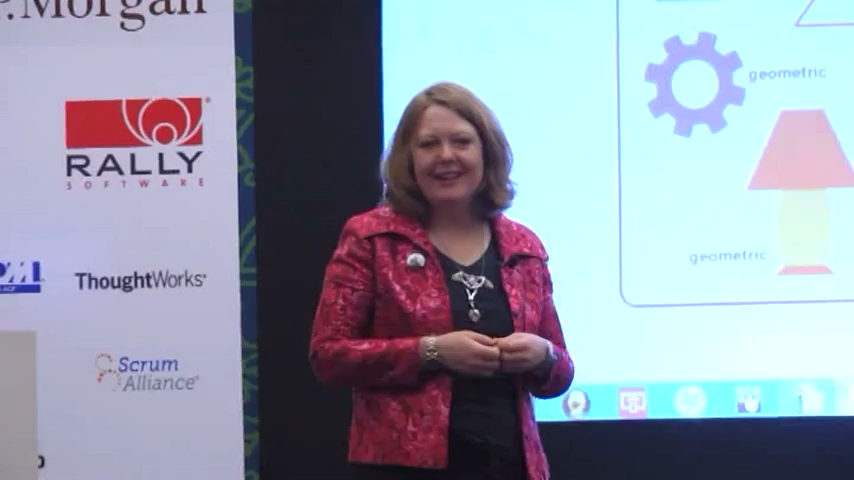 P.Morgan
RALLY
SOFTWARE
ThoughtWorks
Scrum
Alliance
geometric
geometric